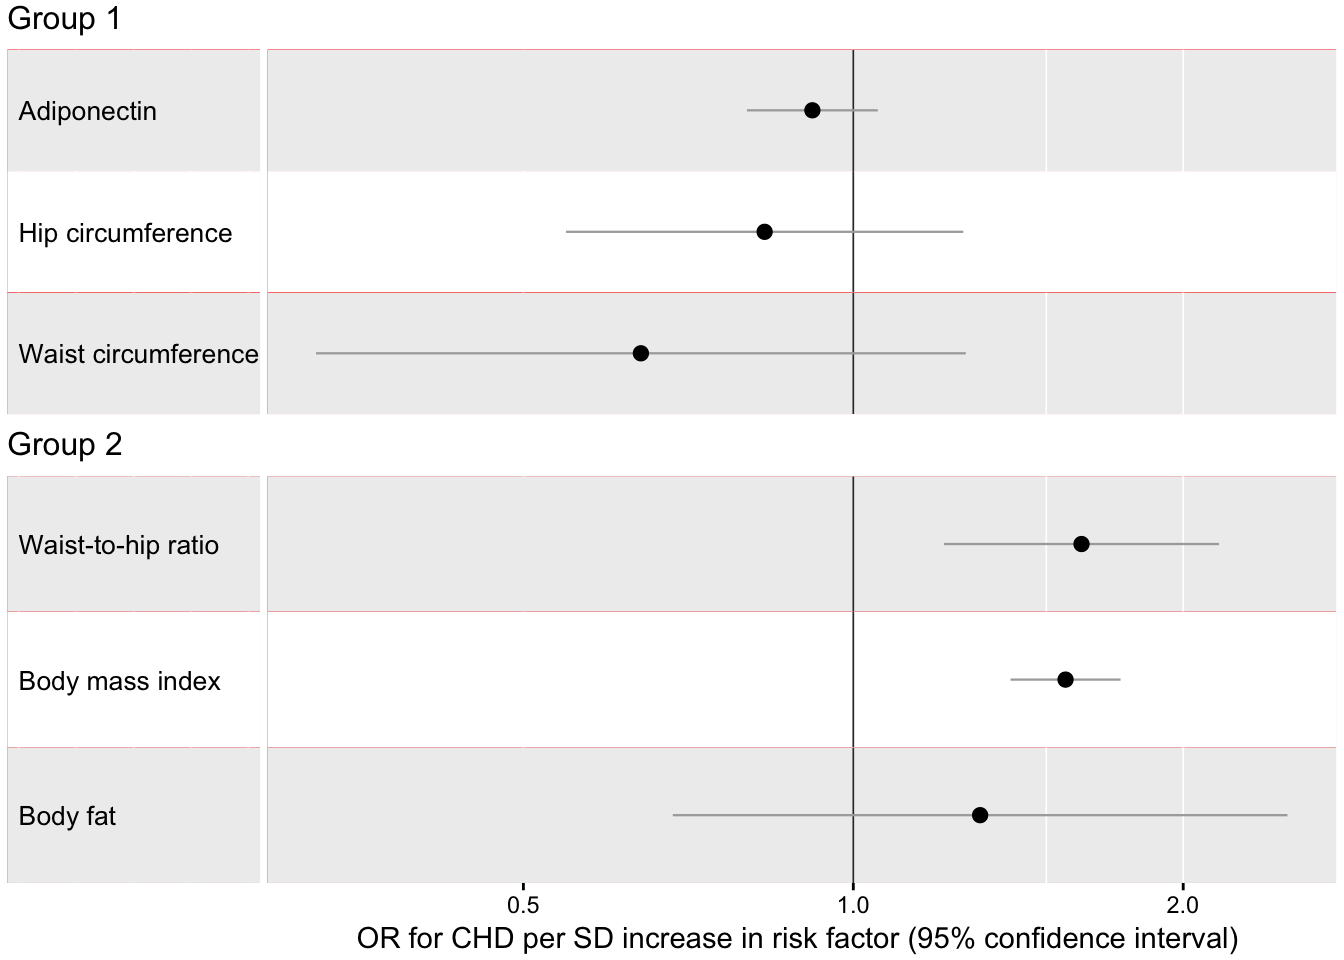 Group 1
Adiponectin
Hip circumference
Waist circumference
Group 2
Waist-to-hip ratio
Body mass index
Body fat
0.5 1.0 2.0
OR for CHD per SD increase in risk factor (95% confidence interval)